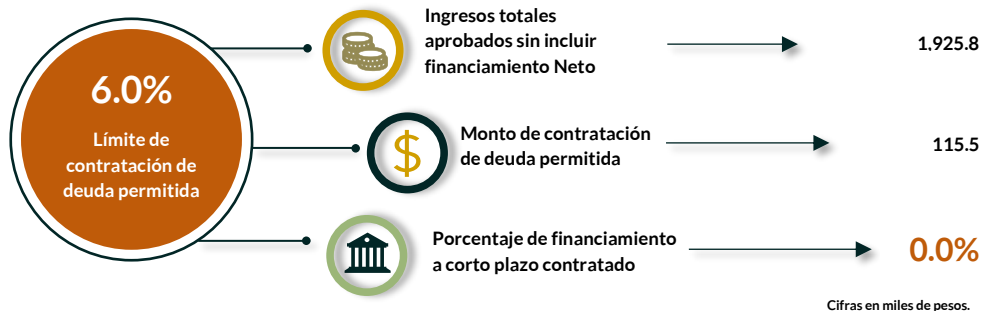 6.0%
Límite de
contratación de
deuda permitida
Ingresos totales
aprobados sin incluir
financiamiento Neto
1,925.8
$
Monto de contratación
de deuda permitida
115.5
Porcentaje de financiamiento
a corto plazo contratado
0.0%
Cifras en miles de pesos.